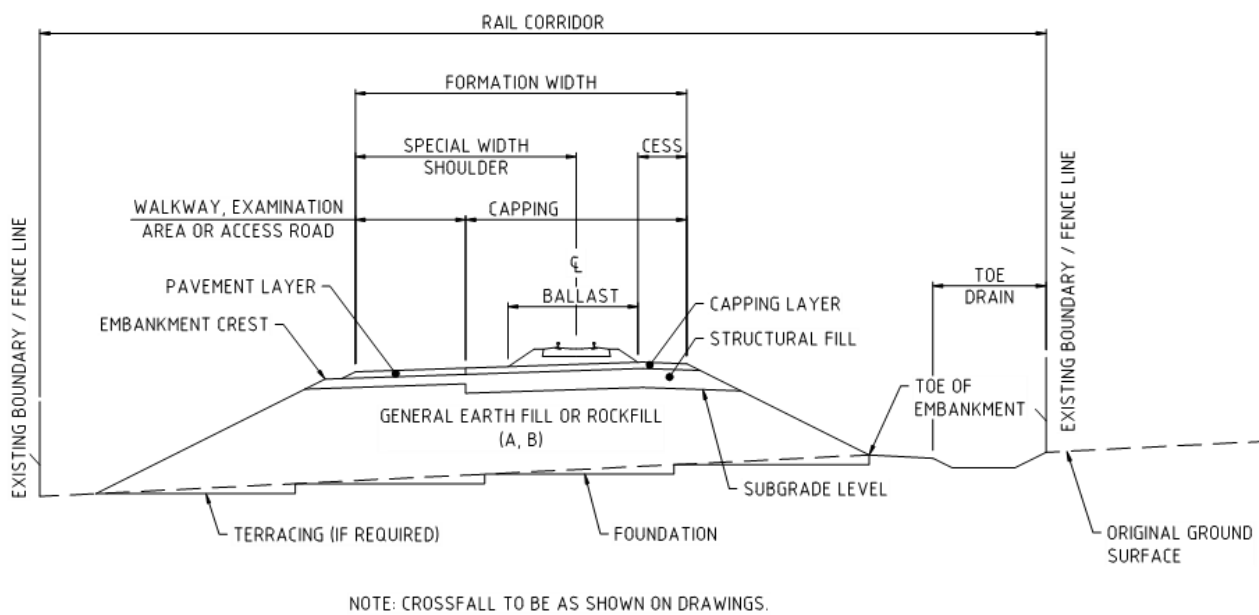 RAIL CORRIDOR
FORMATION WIDTH
SPECIAL WIDTH
SHOULDER
CESS
WALKWAY, EXAMINATION
AREA OR ACCESS ROAD
CAPPING
EXISTING BOUNDARY / FENCE LINE
EXISTING BOUNDARY / FENCE LINE
℄
PAVEMENT LAYER
BALLAST
CAPPING LAYER
TOE
DRAIN
EMBANKMENT CREST
STRUCTURAL FILL
TOE OF
EMBANKMENT
GENERAL EARTH FILL OR ROCKFILL
(A, B)
SUBGRADE LEVEL
TERRACING (IF REQUIRED)
FOUNDATION
ORIGINAL GROUND
SURFACE
NOTE: CROSSFALL TO BE AS SHOWN ON DRAWINGS.